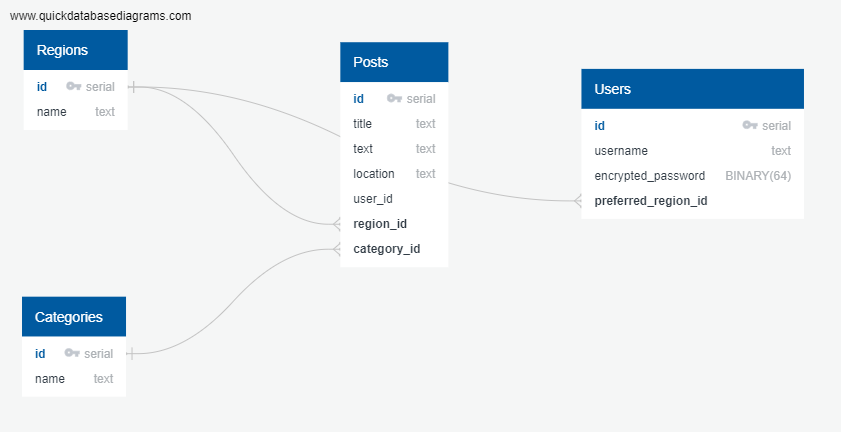 www.quickdatabasediagrams.com
Regions
id serial
name text
Posts
id serial
title text
text text
location text
user_id
region_id
category_id
Users
id serial
username text
encrypted_password BINARY(64)
preferred_region_id
Categories
id serial
name text